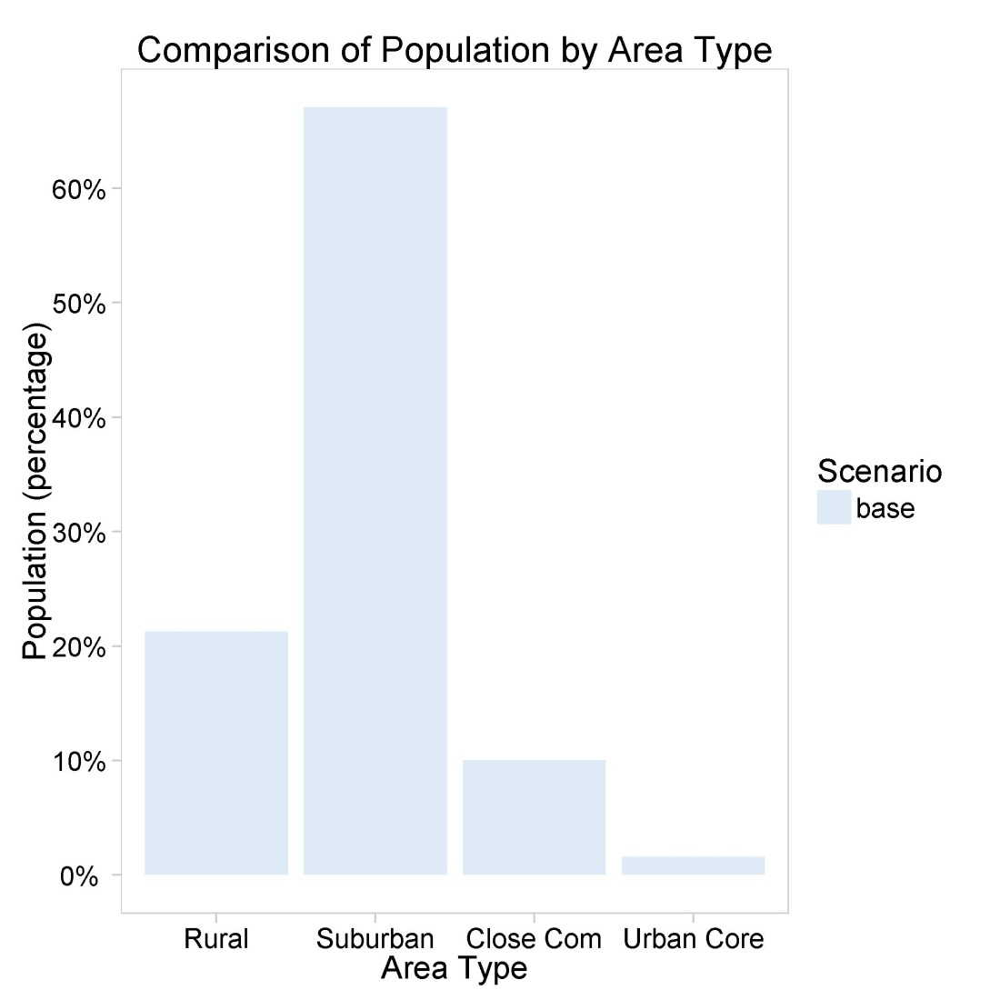 Comparison of Population by Area Type
Population (percentage)
60%
50%
40%
30%
20%
10%
0%
Rural
Suburban
Close Com
Urban Core
Area Type
Scenario
base